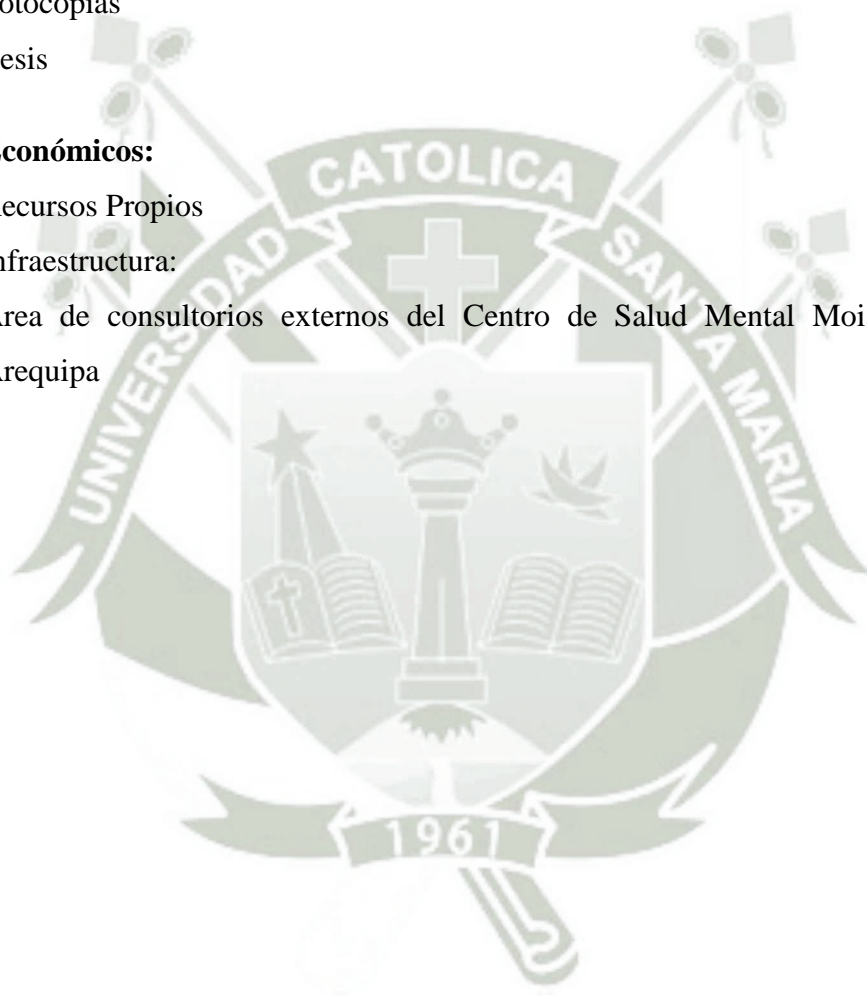 otocopias
esis
conómicos:
ecursos Propios
nfraestructura:
rea de consultorios externos del Centro de Salud Mental Moi
requipa
UNIVERSIDAD CATOLICA SANTA MARIA
1961